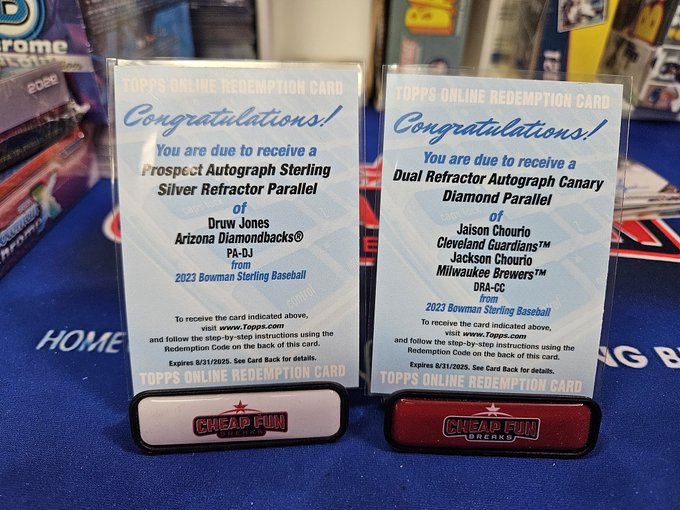 TOPPS ONLINE REDEMPTION CARD
Congratulations!
You are due to receive a
Prospect Autograph Sterling
Silver Refractor Parallel
of
Druw Jones
Arizona Diamondbacks®
PA-DJ
from
2023 Bowman Sterling Baseball
To receive the card indicated above,
visit www.Topps.com
and follow the step-by-step instructions using the
Redemption Code on the back of this card.
Expires 8/31/2025. See Card Back for details.
TOPPS ONLINE REDEMPTION CARD
CHEAP FUN
BREAKS
TOPPS ONLINE REDEMPTION CARD
Congratulations!
You are due to receive a
Dual Refractor Autograph Canary
Diamond Parallel
of
Jaison Chourio
Cleveland Guardians™
Jackson Chourio
Milwaukee Brewers™
DRA-CC
from
2023 Bowman Sterling Baseball
To receive the card indicated above,
visit www.Topps.com
and follow the step-by-step instructions using the
Redemption Code on the back of this card.
Expires 8/31/2025. See Card Back for details.
TOPPS ONLINE REDEMPTION CARD
CHEAP FUN
BREAKS
HOME